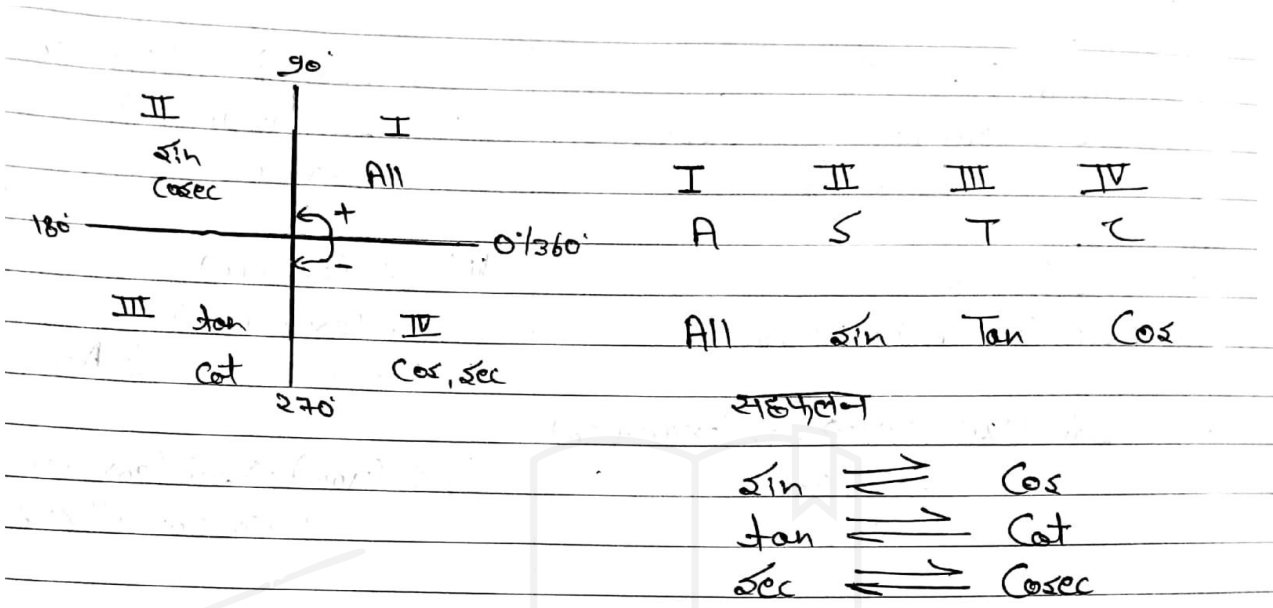 90°
II I
sin All
Cosec
+
180° 0°/360°
-
III tan IV
Cot Cos, sec
270°
I II III IV
A S T C
All sin Tan Cos
सहफलन
sin ⇌ Cos
tan ⇌ Cot
sec ⇌ Cosec